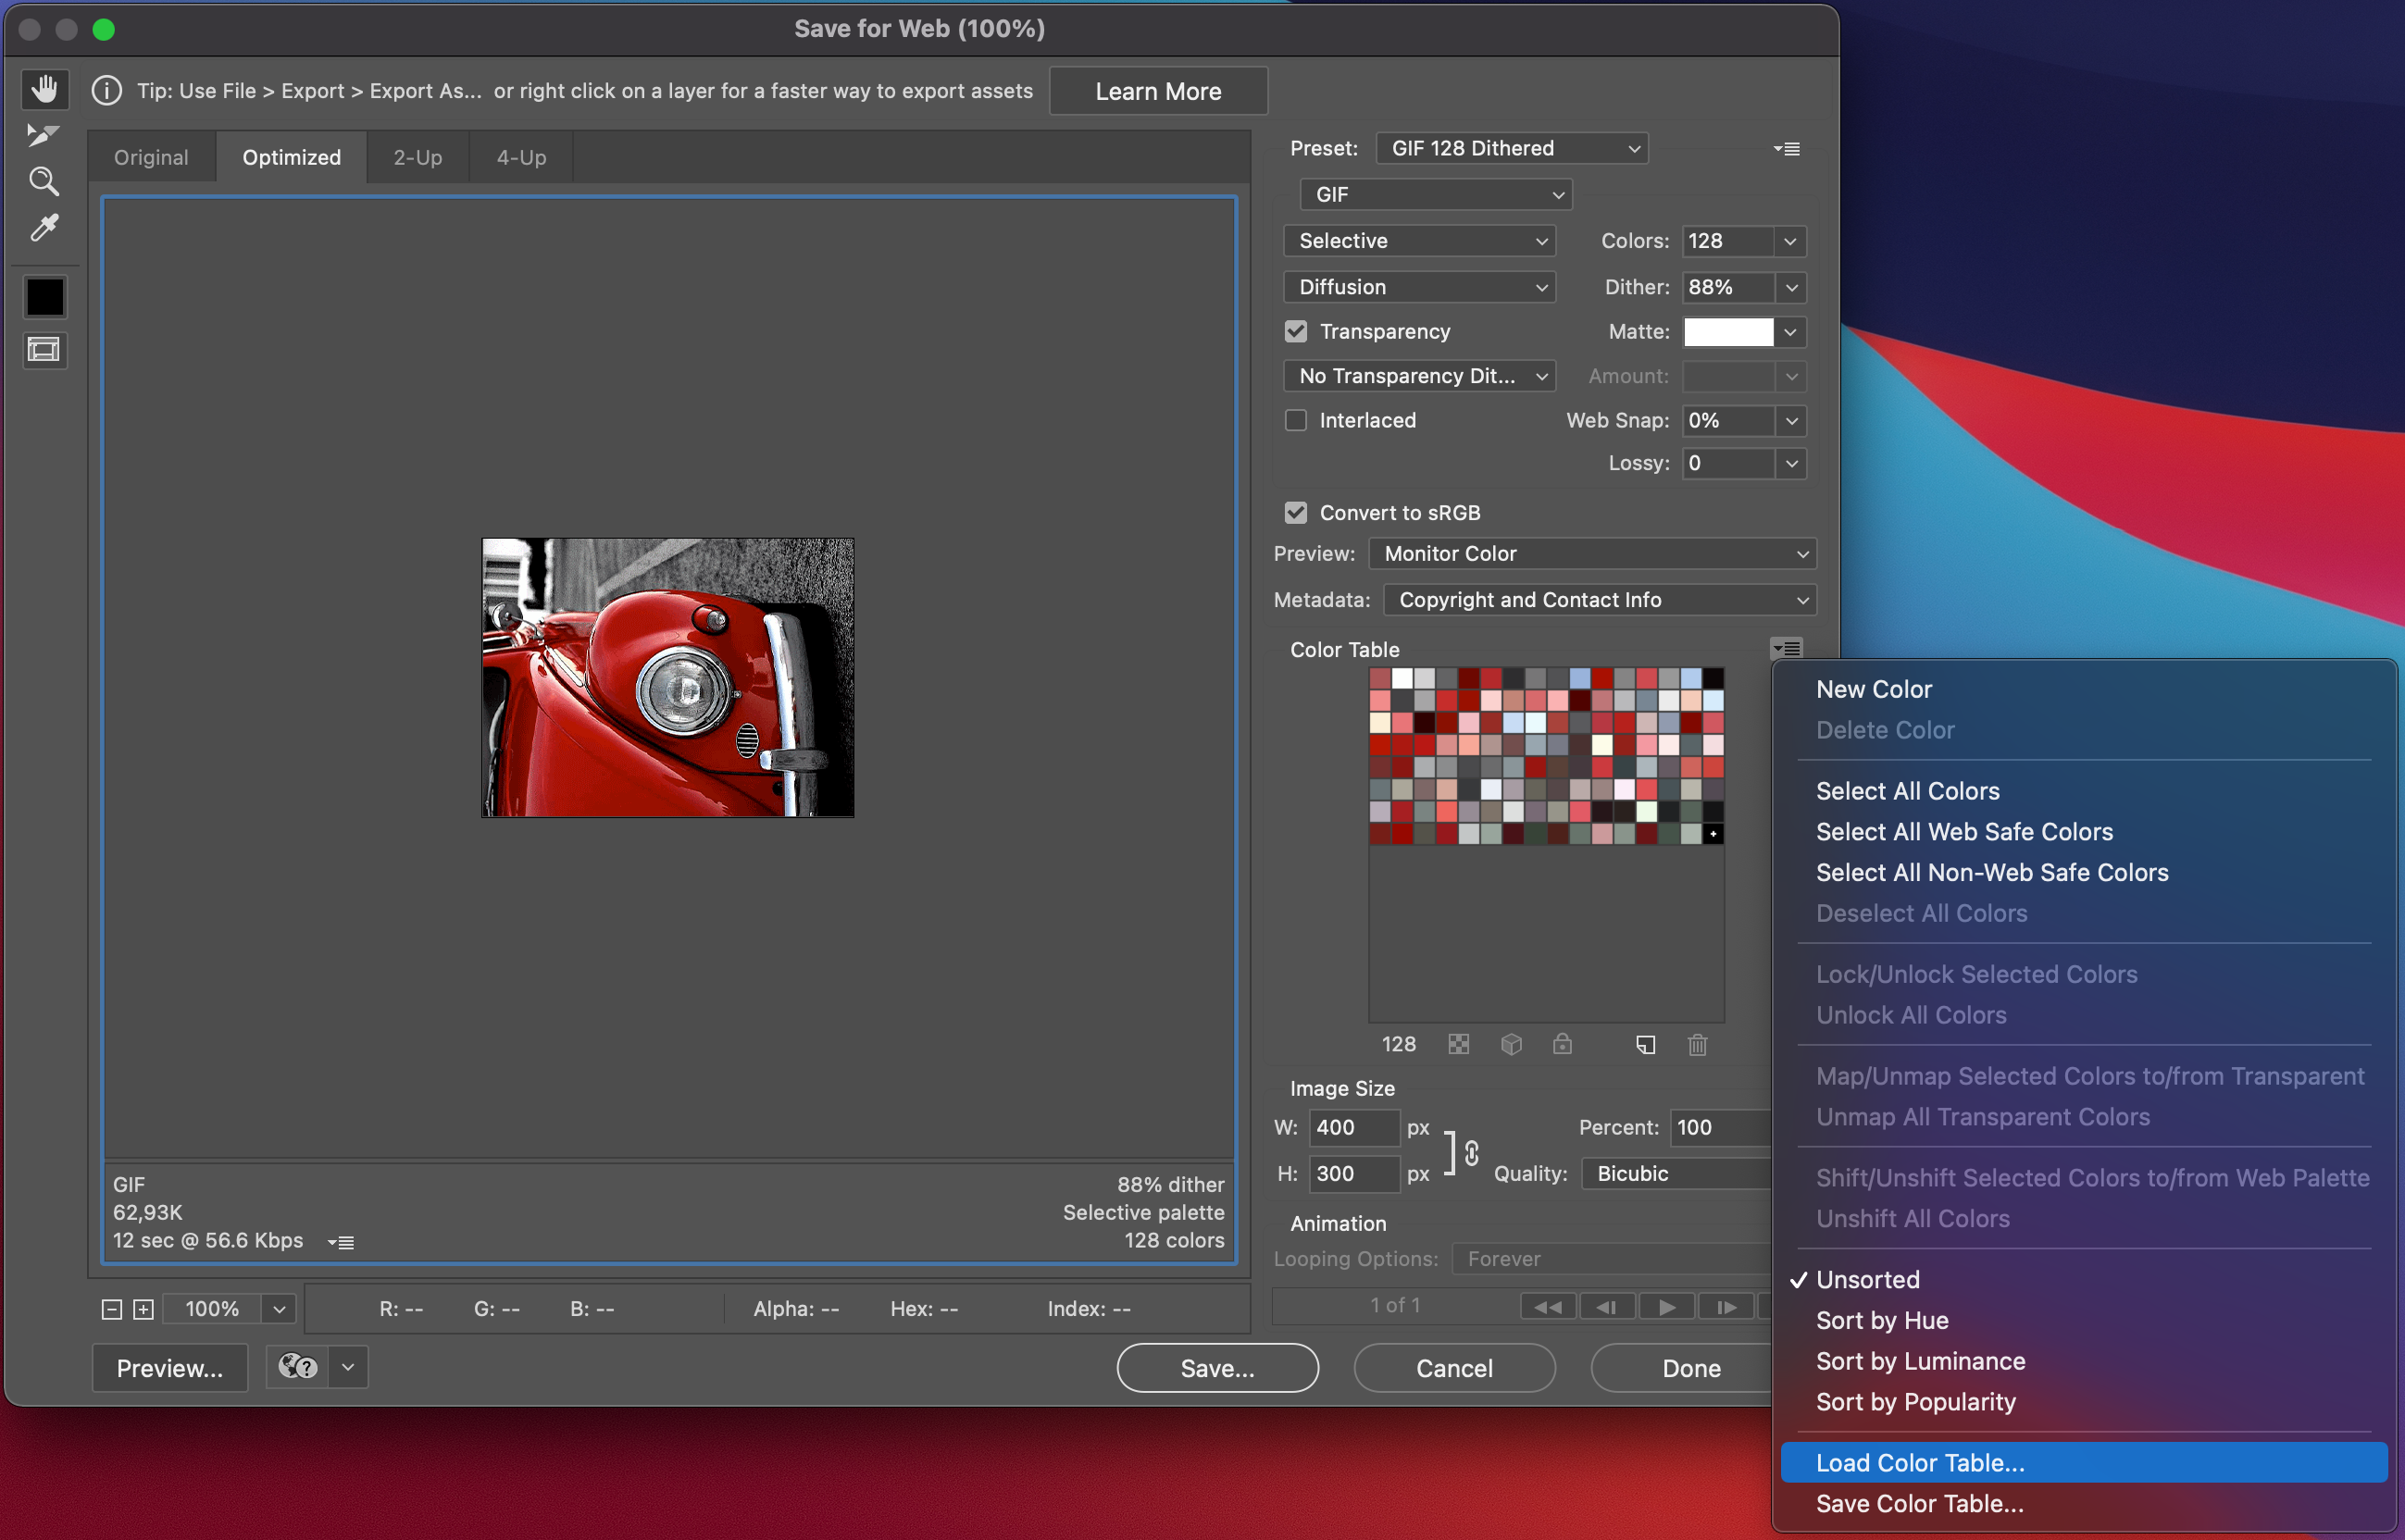 Save for Web (100%)
Tip: Use File > Export > Export As... or right click on a layer for a faster way to export assets
Learn More
Original
Optimized
2-Up
4-Up
Preset: GIF 128 Dithered
GIF
Selective
Colors: 128
Diffusion
Dither: 88%
Transparency
Matte:
No Transparency Dit...
Amount:
Interlaced
Web Snap: 0%
Lossy: 0
Convert to sRGB
Preview: Monitor Color
Metadata: Copyright and Contact Info
Color Table
128
Image Size
W: 400 px
Percent: 100
H: 300 px
Quality: Bicubic
Animation
Looping Options: Forever
1 of 1
GIF
62,93K
12 sec @ 56.6 Kbps
88% dither
Selective palette
128 colors
100%
R: --
G: --
B: --
Alpha: --
Hex: --
Index: --
Preview...
Save...
Cancel
Done
New Color
Delete Color
Select All Colors
Select All Web Safe Colors
Select All Non-Web Safe Colors
Deselect All Colors
Lock/Unlock Selected Colors
Unlock All Colors
Map/Unmap Selected Colors to/from Transparent
Unmap All Transparent Colors
Shift/Unshift Selected Colors to/from Web Palette
Unshift All Colors
✓ Unsorted
Sort by Hue
Sort by Luminance
Sort by Popularity
Load Color Table...
Save Color Table...